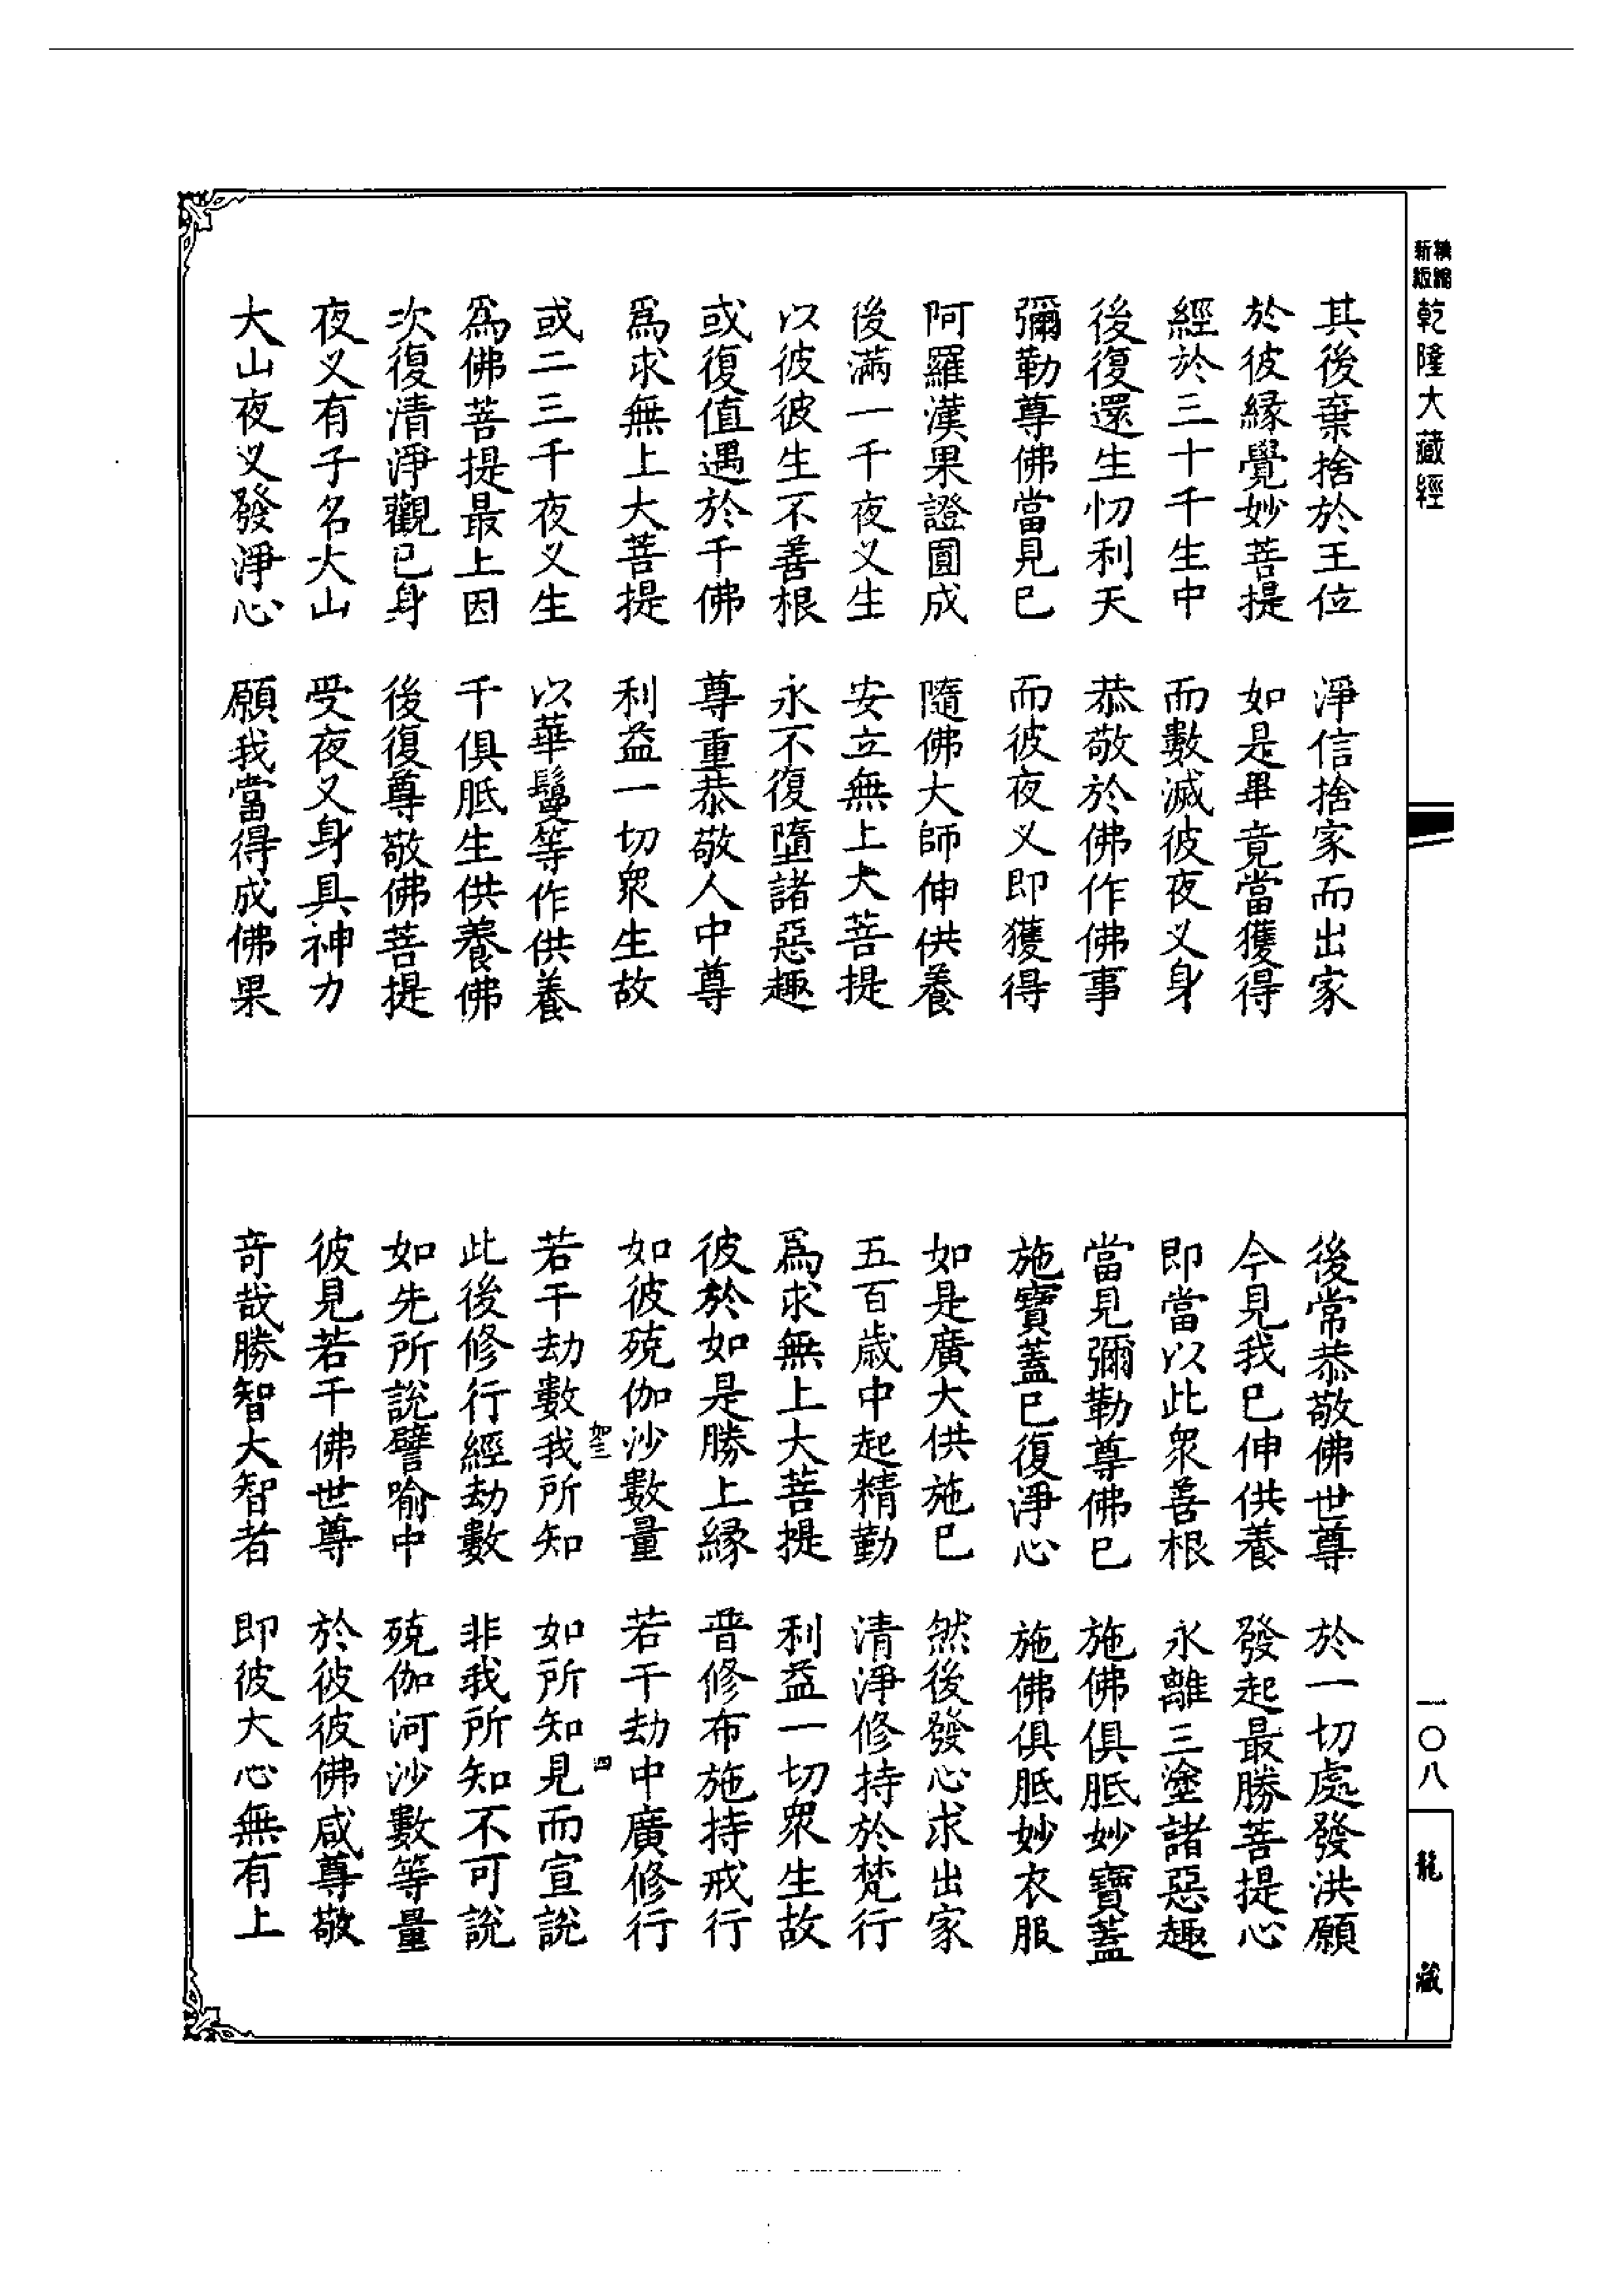 精縮新版乾隆大藏經
其後棄捨於王位 淨信捨家而出家
於彼緣覺妙菩提 如是畢竟當獲得
經於三十千生中 而數滅彼夜叉身
後復還生忉利天 恭敬於佛作佛事
彌勒尊佛當見已 而彼夜叉即獲得
阿羅漢果證圓成 隨佛大師伸供養
後滿一千夜叉生 安立無上大菩提
以彼彼生不善根 永不復墮諸惡趣
或復值遇於千佛 尊重恭敬人中尊
爲求無上大菩提 利益一切衆生故
或二三千夜叉生 以華鬘等作供養
爲佛菩提最上因 千俱胝生供養佛
次復清淨觀已身 後復尊敬佛菩提
夜叉有子名大山 受夜叉身具神力
大山夜叉發淨心 願我當得成佛果
後常恭敬佛世尊 於一切處發洪願
今見我已伸供養 發起最勝菩提心
即當以此衆善根 永離三塗諸惡趣
當見彌勒尊佛已 施佛俱胝妙寶蓋
施寶蓋已復淨心 施佛俱胝妙衣服
如是廣大供施已 然後發心求出家
五百歲中起精勤 清淨修持於梵行
爲求無上大菩提 利益一切衆生故
彼於如是勝上緣 普修布施持戒行
如彼殑伽沙數量 若干劫中廣修行
若干劫數我所知 如所知見而宣說
此後修行經劫數 非我所知不可說
如先所說譬喻中 殑伽河沙數等量
彼見若干佛世尊 於彼彼佛咸尊敬
奇哉勝智大智者 即彼大心無有上
四
一〇八
龍藏